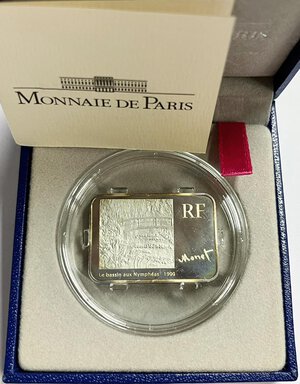 MONNAIE DE PARIS
RF
Monet
Le bassin aux Nymphéas 1900